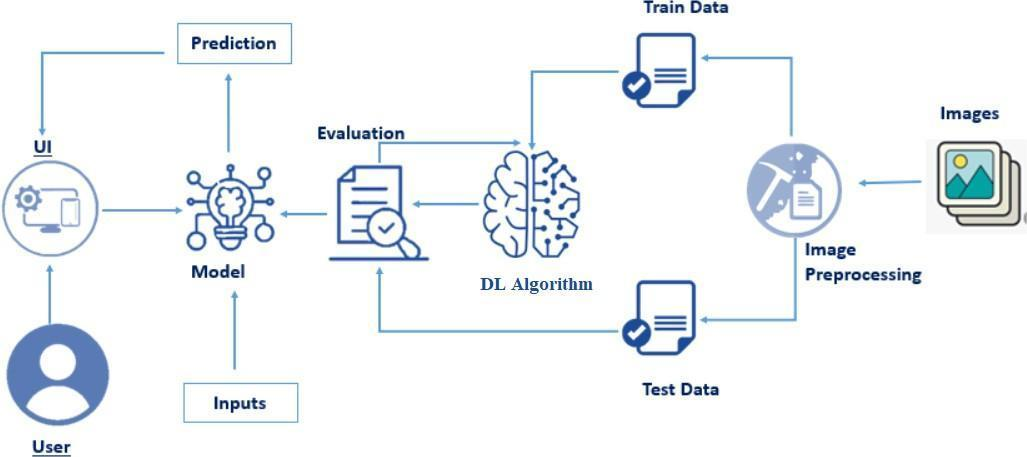 Train Data
Prediction
Images
Evaluation
UI
Image
Preprocessing
Model
DL Algorithm
Test Data
Inputs
User